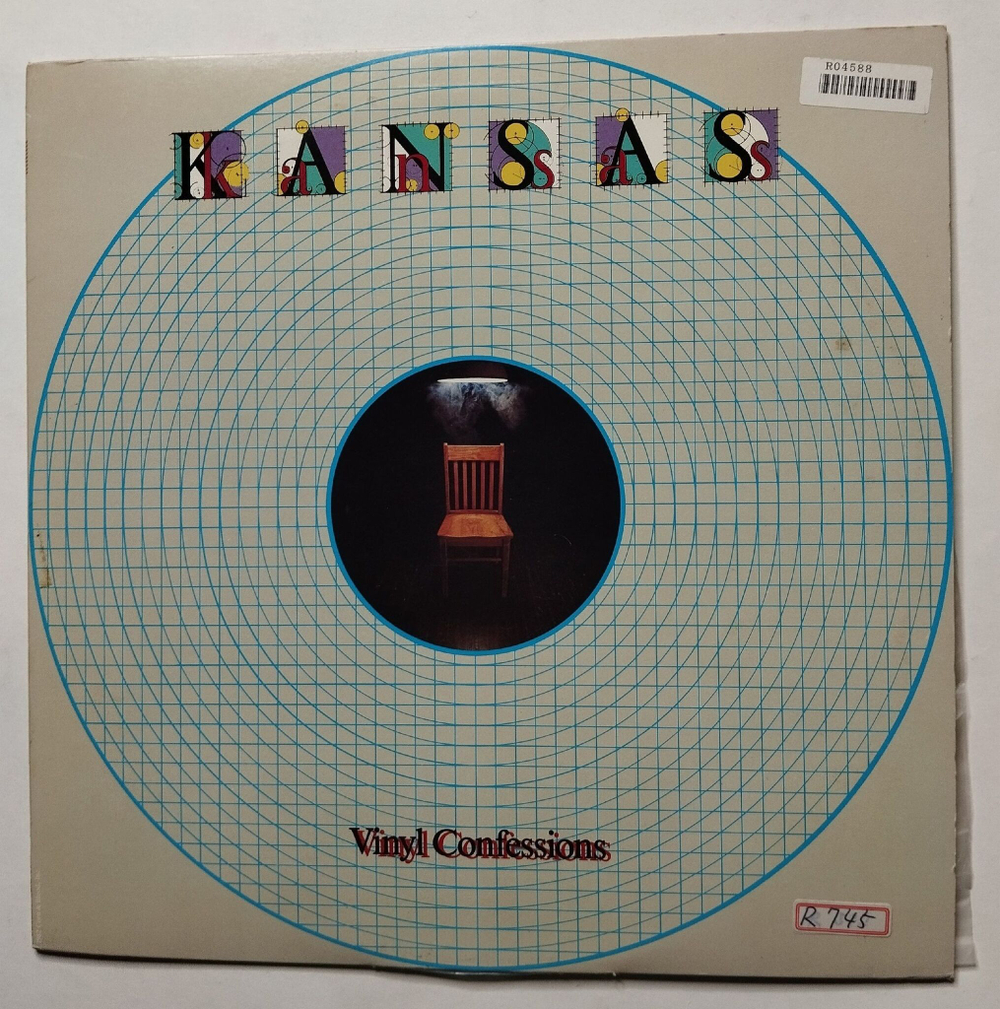 R04588
KANSAS
Vinyl Confessions
R 745